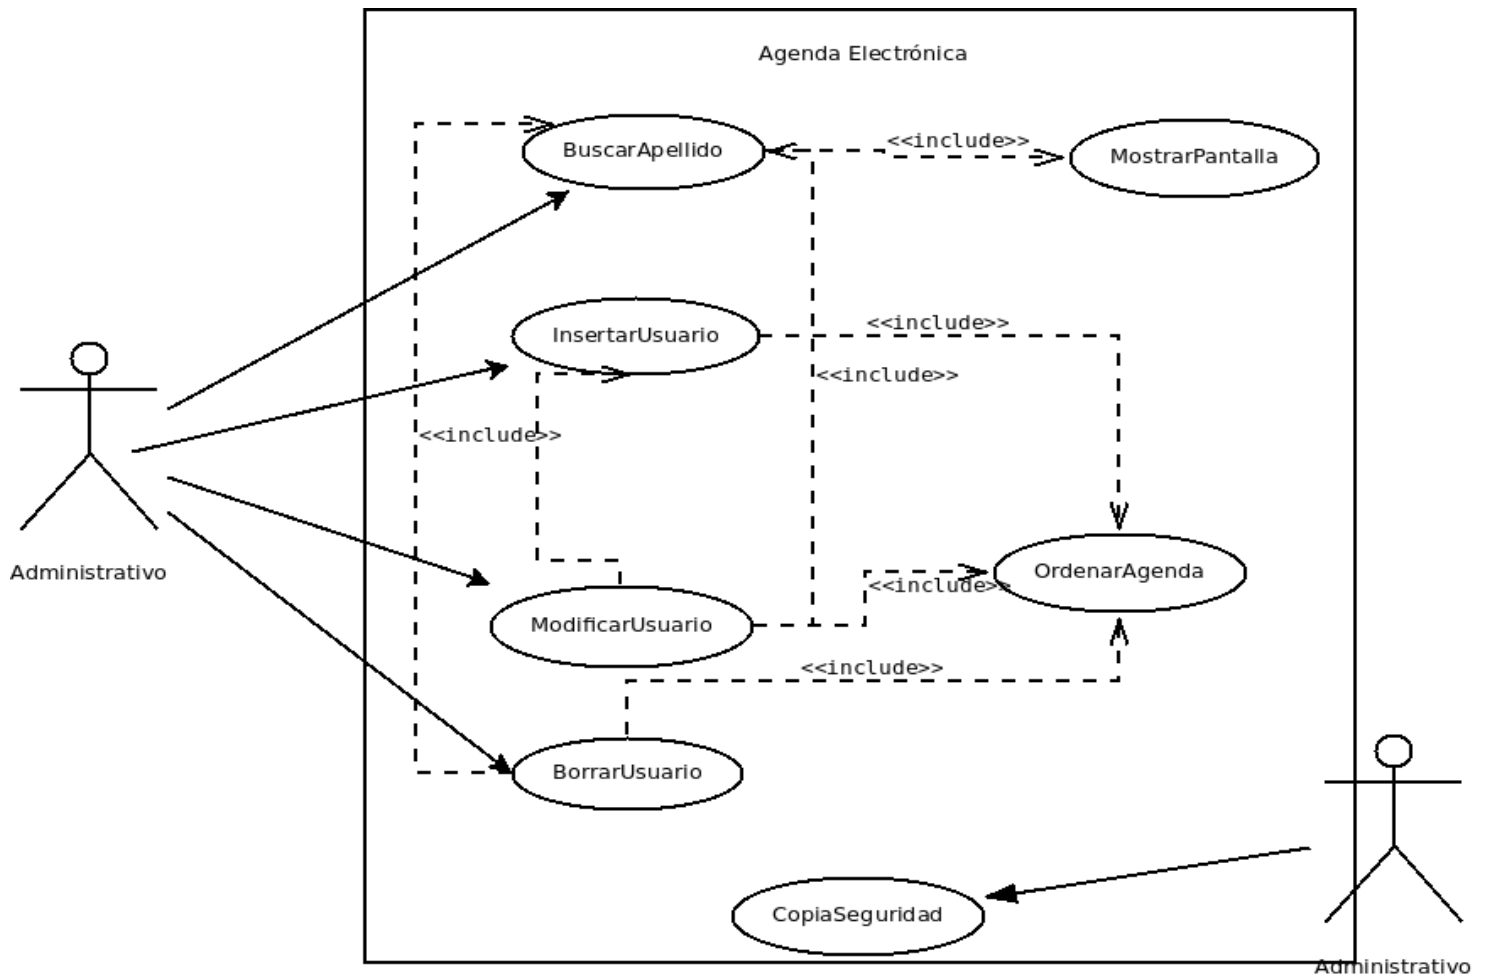 Agenda Electrónica
BuscarApellido
<<include>>
MostrarPantalla
InsertarUsuario
<<include>>
<<include>>
<<include>>
Administrativo
OrdenarAgenda
<<include>>
ModificarUsuario
<<include>>
BorrarUsuario
CopiaSeguridad
Administrativo